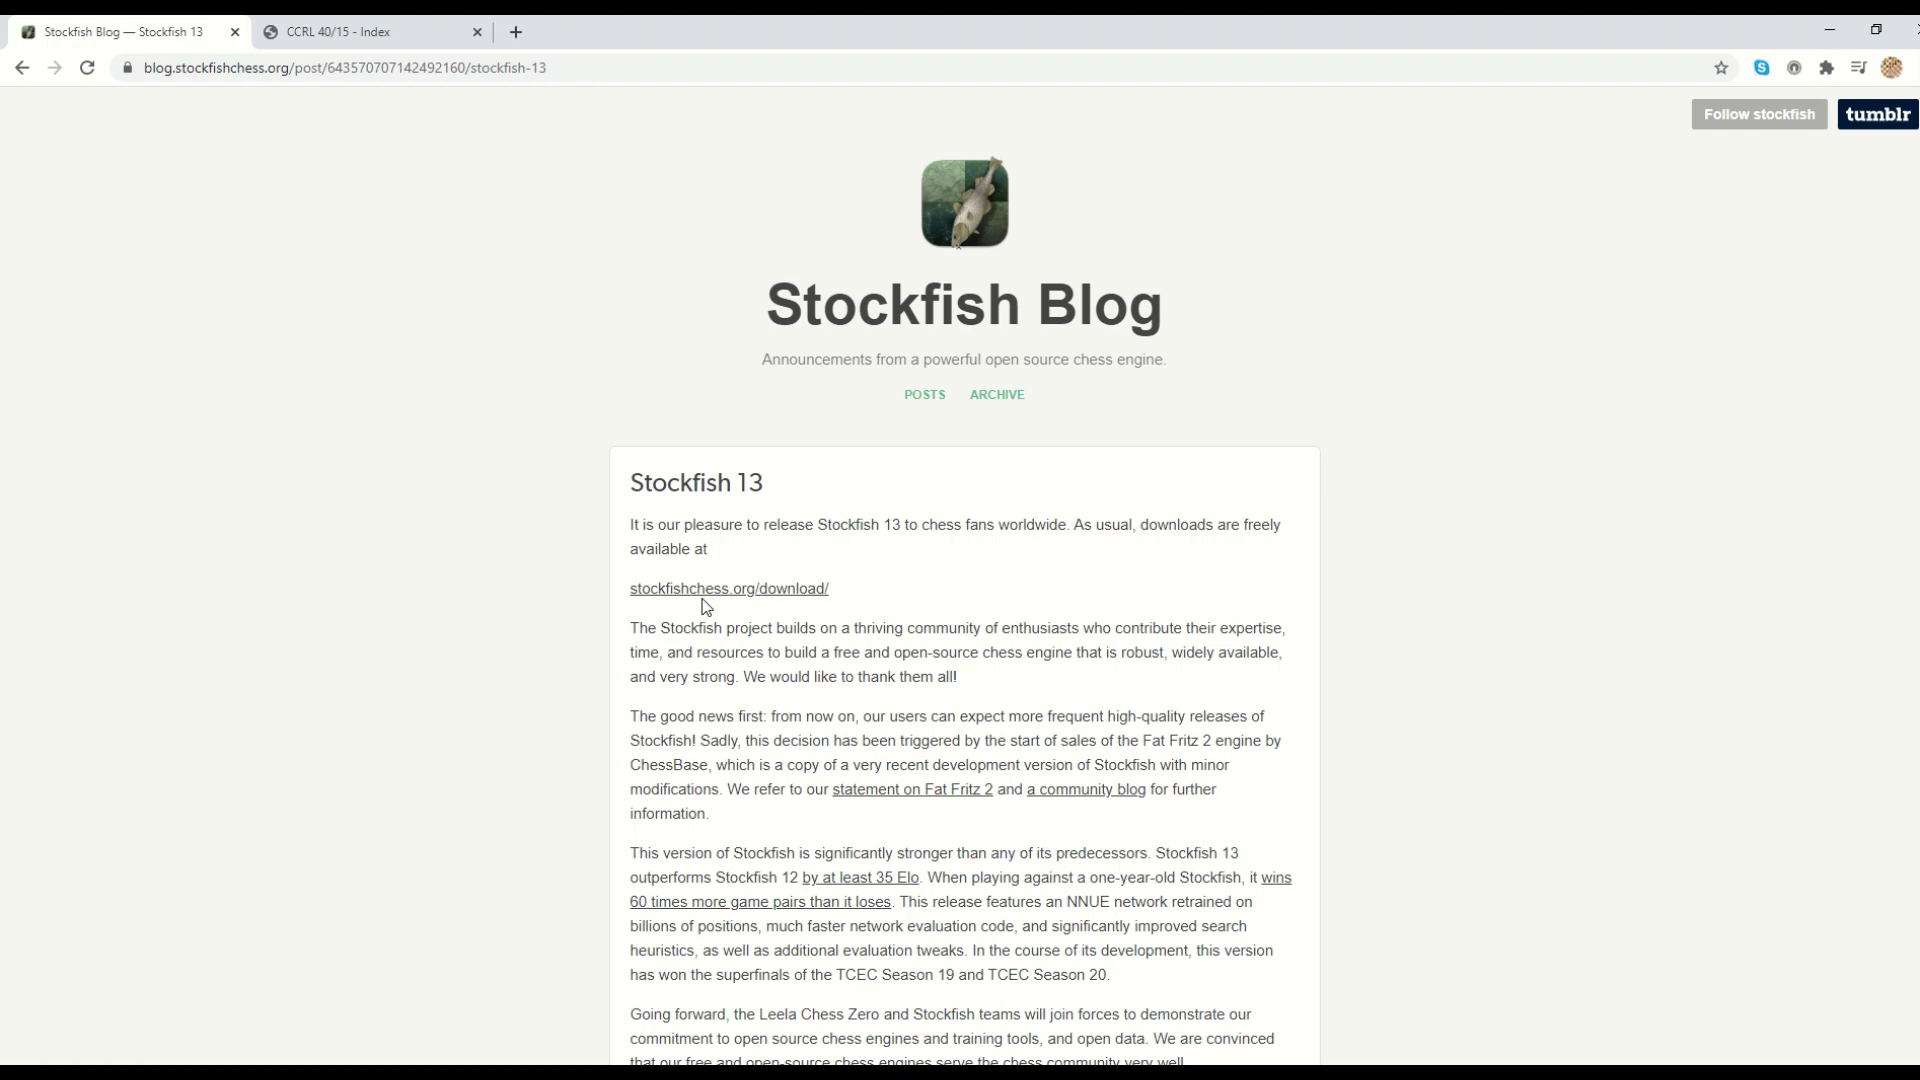 Stockfish Blog — Stockfish 13
CCRL 40/15 - Index
blog.stockfishchess.org/post/643570707142492160/stockfish-13
Follow stockfish
tumblr
Stockfish Blog
Announcements from a powerful open source chess engine.
POSTS ARCHIVE
Stockfish 13
It is our pleasure to release Stockfish 13 to chess fans worldwide. As usual, downloads are freely
available at
stockfishchess.org/download/
The Stockfish project builds on a thriving community of enthusiasts who contribute their expertise,
time, and resources to build a free and open-source chess engine that is robust, widely available,
and very strong. We would like to thank them all!
The good news first: from now on, our users can expect more frequent high-quality releases of
Stockfish! Sadly, this decision has been triggered by the start of sales of the Fat Fritz 2 engine by
ChessBase, which is a copy of a very recent development version of Stockfish with minor
modifications. We refer to our statement on Fat Fritz 2 and a community blog for further
information.
This version of Stockfish is significantly stronger than any of its predecessors. Stockfish 13
outperforms Stockfish 12 by at least 35 Elo. When playing against a one-year-old Stockfish, it wins
60 times more game pairs than it loses. This release features an NNUE network retrained on
billions of positions, much faster network evaluation code, and significantly improved search
heuristics, as well as additional evaluation tweaks. In the course of its development, this version
has won the superfinals of the TCEC Season 19 and TCEC Season 20.
Going forward, the Leela Chess Zero and Stockfish teams will join forces to demonstrate our
commitment to open source chess engines and training tools, and open data. We are convinced
that our free and open-source chess engines serve the chess community very well.